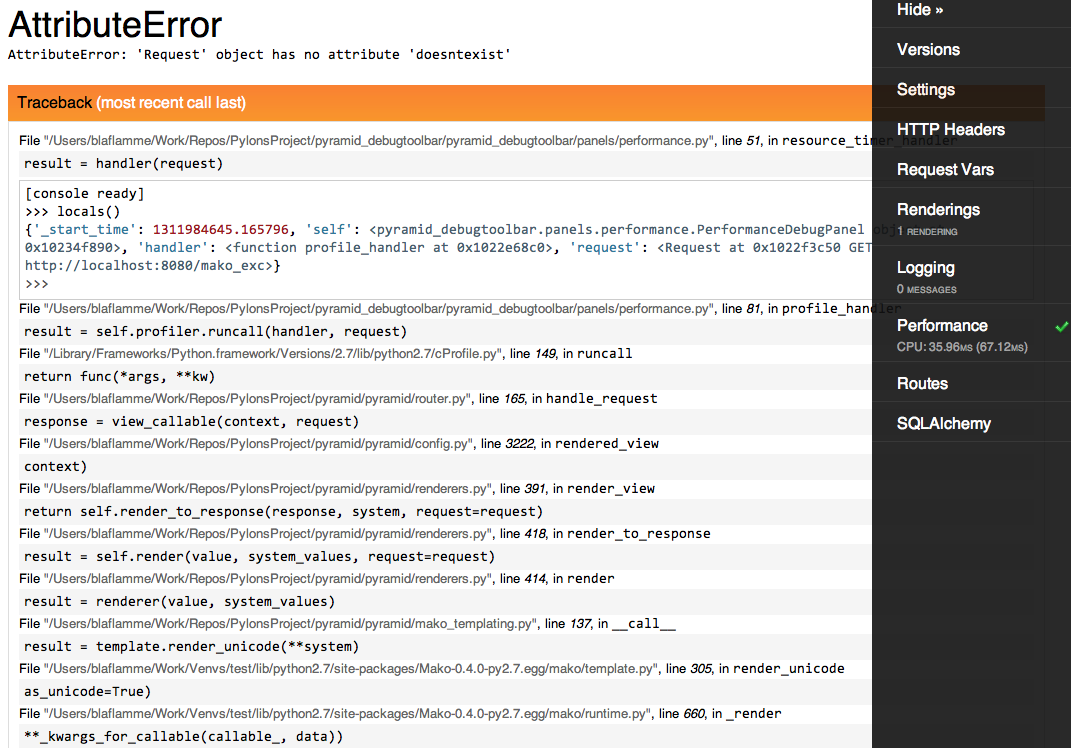 AttributeError
AttributeError: 'Request' object has no attribute 'doesntexist'
Traceback (most recent call last)
File "/Users/blaflamme/Work/Repos/PylonsProject/pyramid_debugtoolbar/pyramid_debugtoolbar/panels/performance.py", line 51, in resource_timer_handler
result = handler(request)
[console ready]
>>> locals()
{'_start_time': 1311984645.165796, 'self': <pyramid_debugtoolbar.panels.performance.PerformanceDebugPanel obj
0x10234f890>, 'handler': <function profile_handler at 0x1022e68c0>, 'request': <Request at 0x1022f3c50 GET
http://localhost:8080/mako_exc>}
>>>
File "/Users/blaflamme/Work/Repos/PylonsProject/pyramid_debugtoolbar/pyramid_debugtoolbar/panels/performance.py", line 81, in profile_handler
result = self.profiler.runcall(handler, request)
File "/Library/Frameworks/Python.framework/Versions/2.7/lib/python2.7/cProfile.py", line 149, in runcall
return func(*args, **kw)
File "/Users/blaflamme/Work/Repos/PylonsProject/pyramid/pyramid/router.py", line 165, in handle_request
response = view_callable(context, request)
File "/Users/blaflamme/Work/Repos/PylonsProject/pyramid/pyramid/config.py", line 3222, in rendered_view
context)
File "/Users/blaflamme/Work/Repos/PylonsProject/pyramid/pyramid/renderers.py", line 391, in render_view
return self.render_to_response(response, system, request=request)
File "/Users/blaflamme/Work/Repos/PylonsProject/pyramid/pyramid/renderers.py", line 418, in render_to_response
result = self.render(value, system_values, request=request)
File "/Users/blaflamme/Work/Repos/PylonsProject/pyramid/pyramid/renderers.py", line 414, in render
result = renderer(value, system_values)
File "/Users/blaflamme/Work/Repos/PylonsProject/pyramid/pyramid/mako_templating.py", line 137, in __call__
result = template.render_unicode(**system)
File "/Users/blaflamme/Work/Venvs/test/lib/python2.7/site-packages/Mako-0.4.0-py2.7.egg/mako/template.py", line 305, in render_unicode
as_unicode=True)
File "/Users/blaflamme/Work/Venvs/test/lib/python2.7/site-packages/Mako-0.4.0-py2.7.egg/mako/runtime.py", line 660, in _render
**_kwargs_for_callable(callable_, data))
Hide »
Versions
Settings
HTTP Headers
Request Vars
Renderings
1 RENDERING
Logging
0 MESSAGES
Performance
CPU: 35.96MS (67.12MS)
Routes
SQLAlchemy